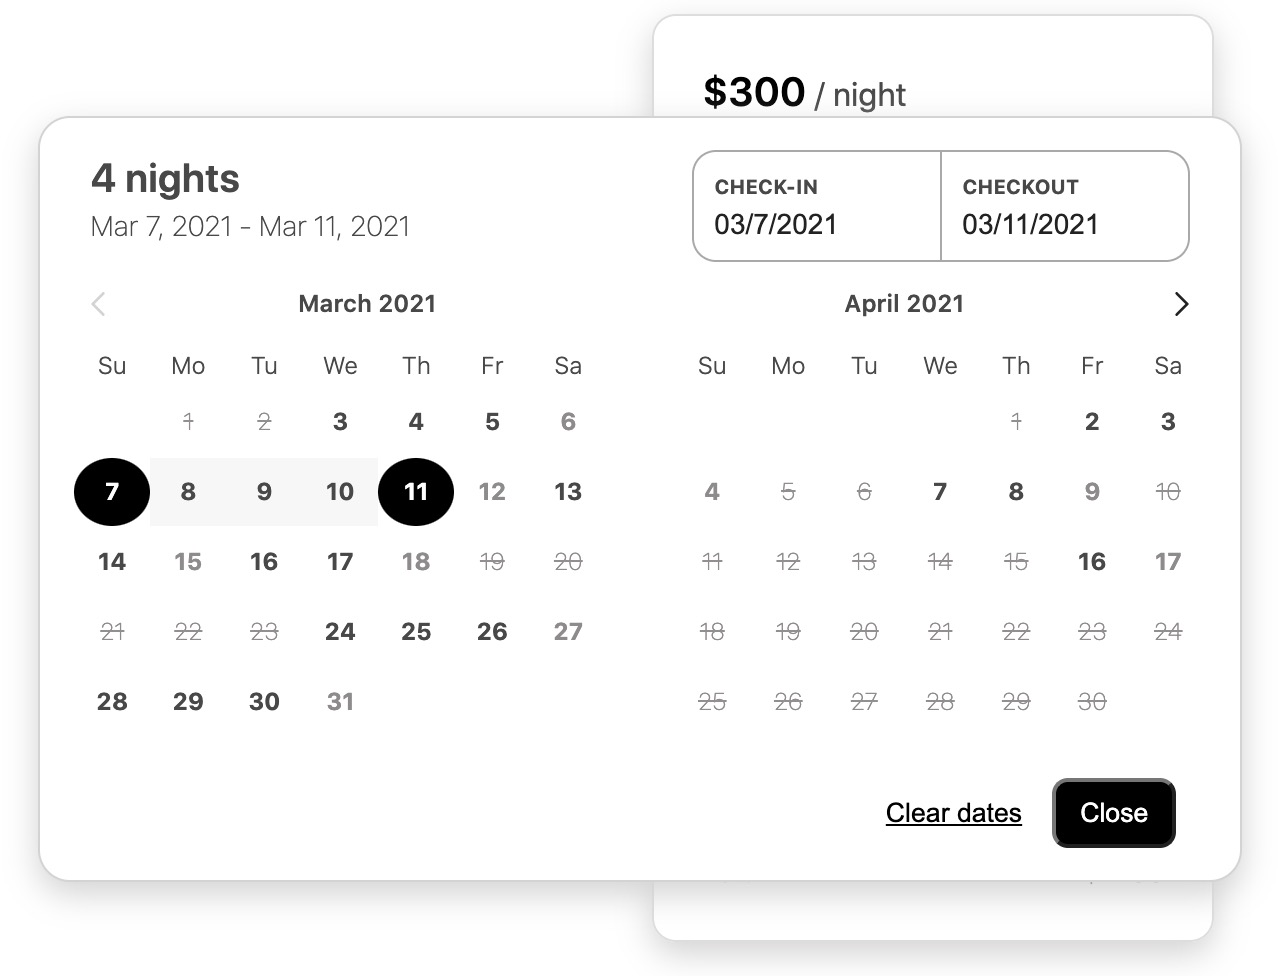 $300 / night
4 nights
Mar 7, 2021 - Mar 11, 2021
CHECK-IN
03/7/2021
CHECKOUT
03/11/2021
March 2021
Su Mo Tu We Th Fr Sa
1 2 3 4 5 6
7 8 9 10 11 12 13
14 15 16 17 18 19 20
21 22 23 24 25 26 27
28 29 30 31
April 2021
Su Mo Tu We Th Fr Sa
1 2 3
4 5 6 7 8 9 10
11 12 13 14 15 16 17
18 19 20 21 22 23 24
25 26 27 28 29 30
Clear dates
Close